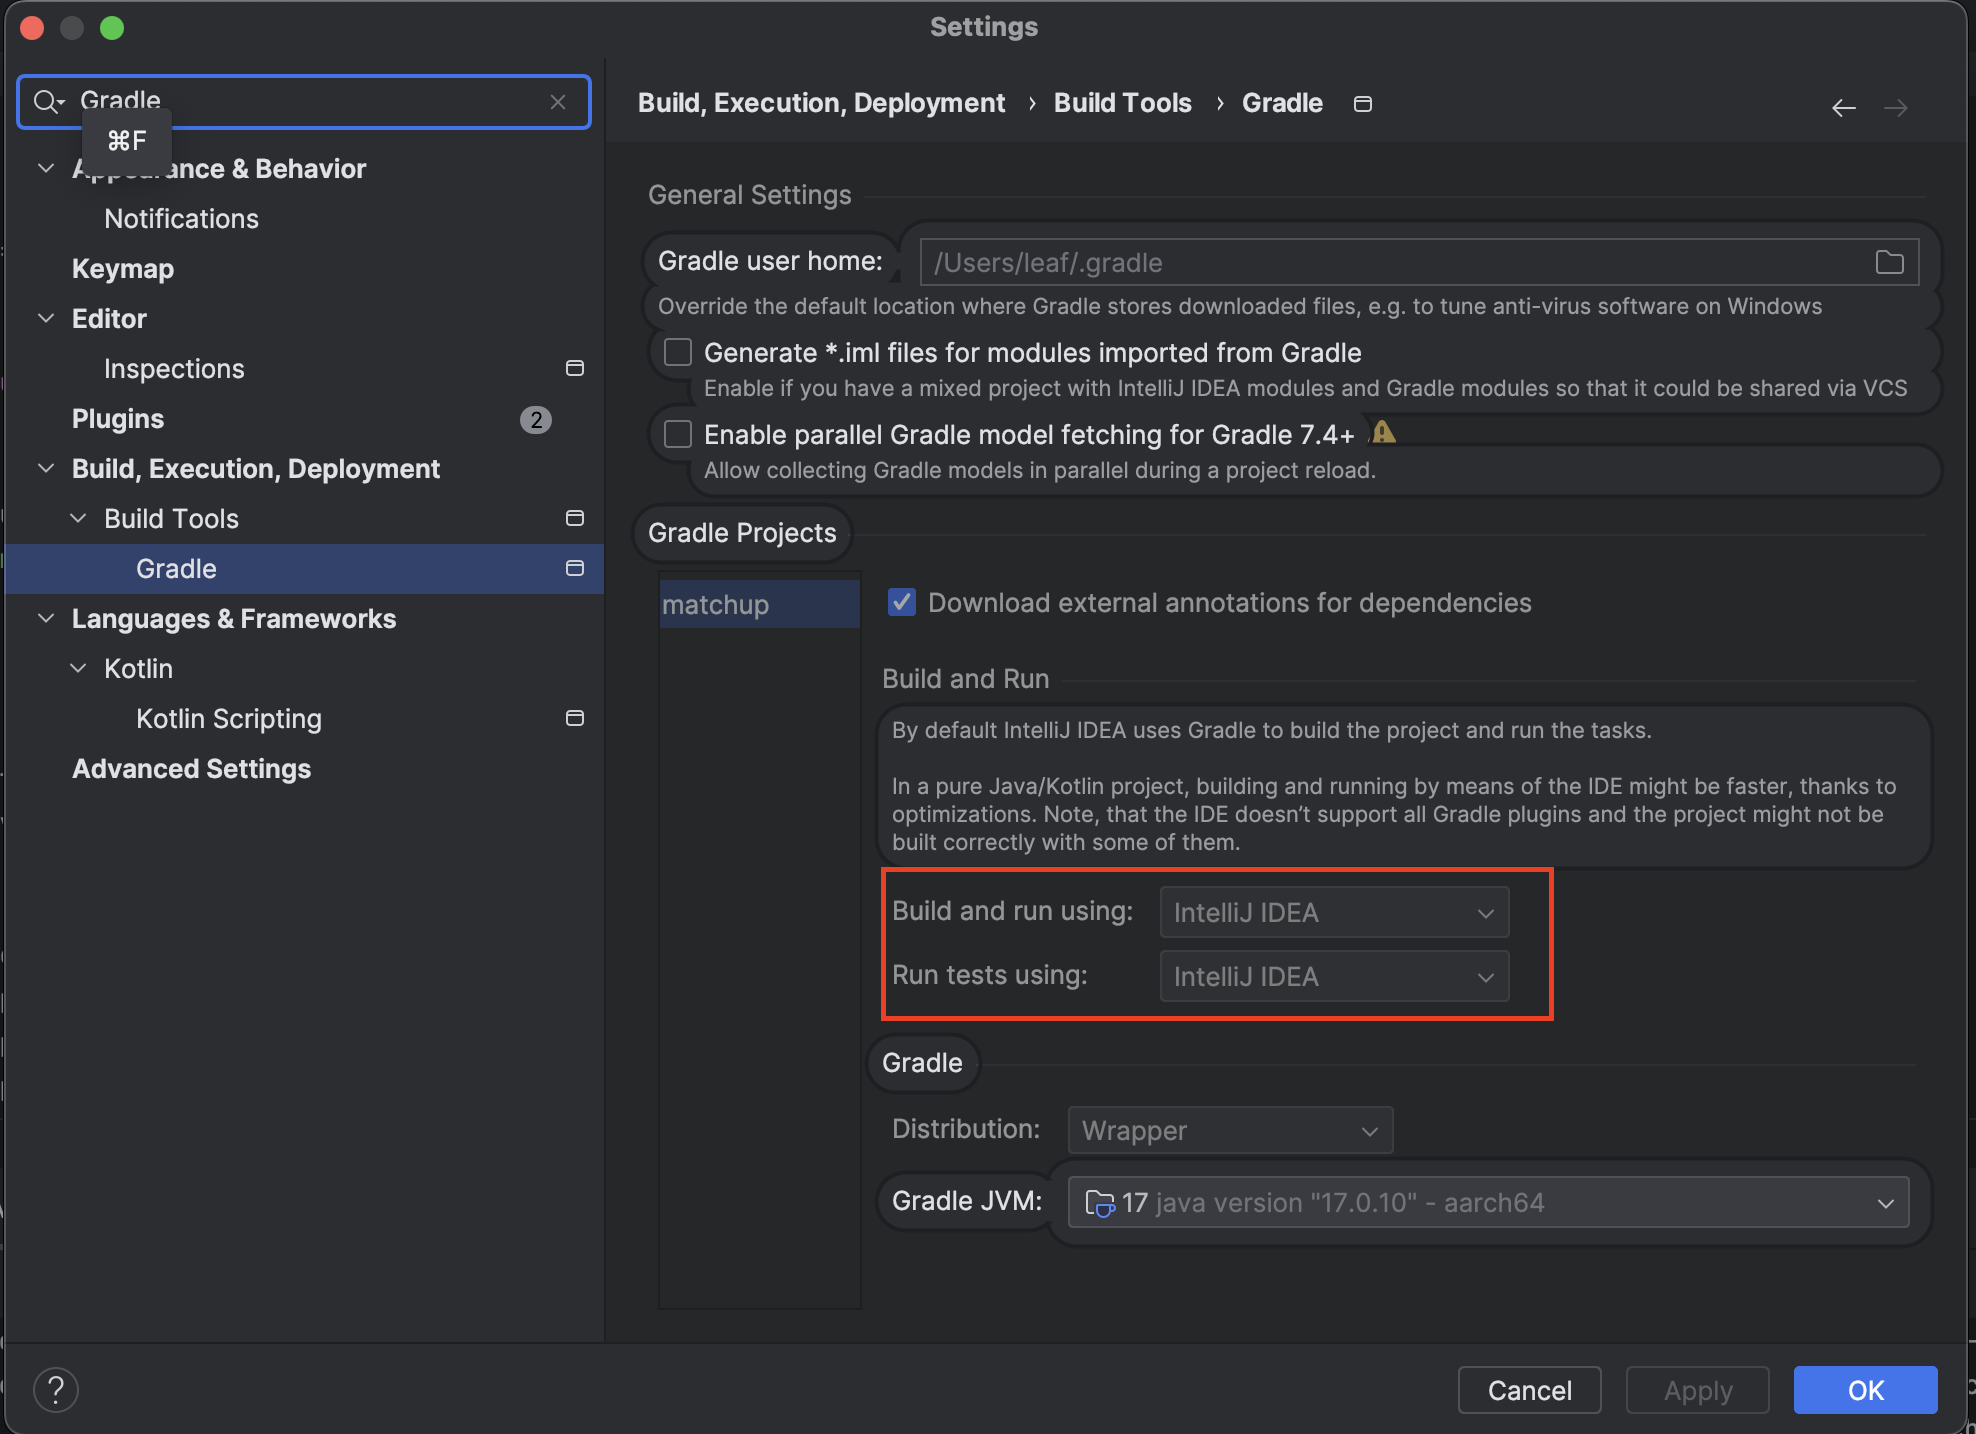 Settings
Gradle
⌘F
Appearance & Behavior
Notifications
Keymap
Editor
Inspections
Plugins
2
Build, Execution, Deployment
Build Tools
Gradle
Languages & Frameworks
Kotlin
Kotlin Scripting
Advanced Settings
Build, Execution, Deployment › Build Tools › Gradle
General Settings
Gradle user home: /Users/leaf/.gradle
Override the default location where Gradle stores downloaded files, e.g. to tune anti-virus software on Windows
Generate *.iml files for modules imported from Gradle
Enable if you have a mixed project with IntelliJ IDEA modules and Gradle modules so that it could be shared via VCS
Enable parallel Gradle model fetching for Gradle 7.4+
Allow collecting Gradle models in parallel during a project reload.
Gradle Projects
matchup
Download external annotations for dependencies
Build and Run
By default IntelliJ IDEA uses Gradle to build the project and run the tasks.
In a pure Java/Kotlin project, building and running by means of the IDE might be faster, thanks to
optimizations. Note, that the IDE doesn’t support all Gradle plugins and the project might not be
built correctly with some of them.
Build and run using: IntelliJ IDEA
Run tests using: IntelliJ IDEA
Gradle
Distribution: Wrapper
Gradle JVM: 17 java version "17.0.10" - aarch64
?
Cancel
Apply
OK